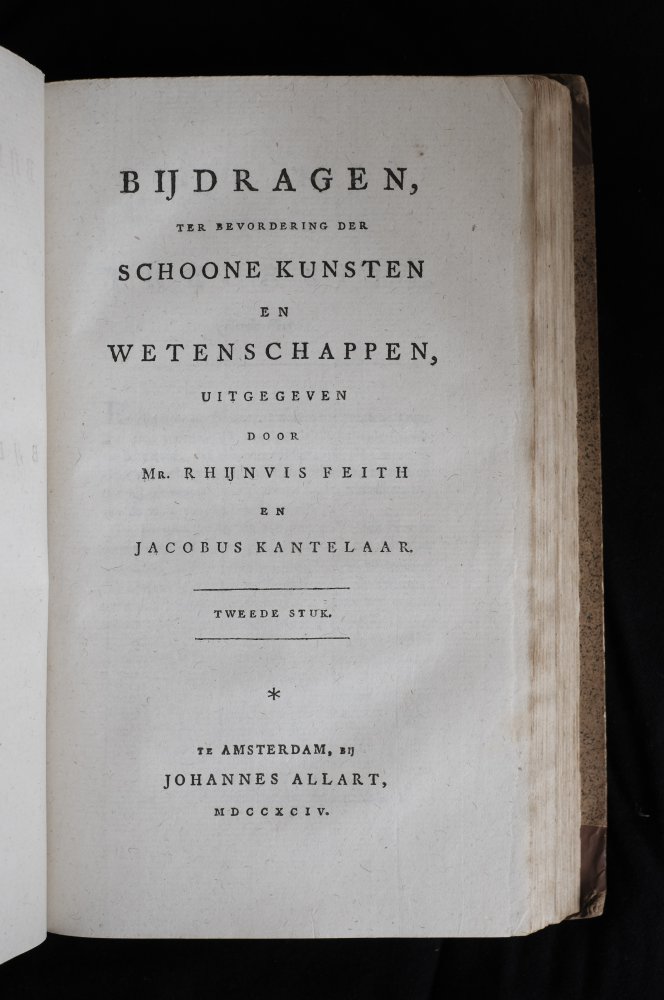 BIJDRAGEN,
TER BEVORDERING DER
SCHOONE KUNSTEN
EN
WETENSCHAPPEN,
UITGEGEVEN
DOOR
MR. RHIJNVIS FEITH
EN
JACOBUS KANTELAAR.
TWEEDE STUK.
*
TE AMSTERDAM, BIJ
JOHANNES ALLART,
MDCCXCIV.